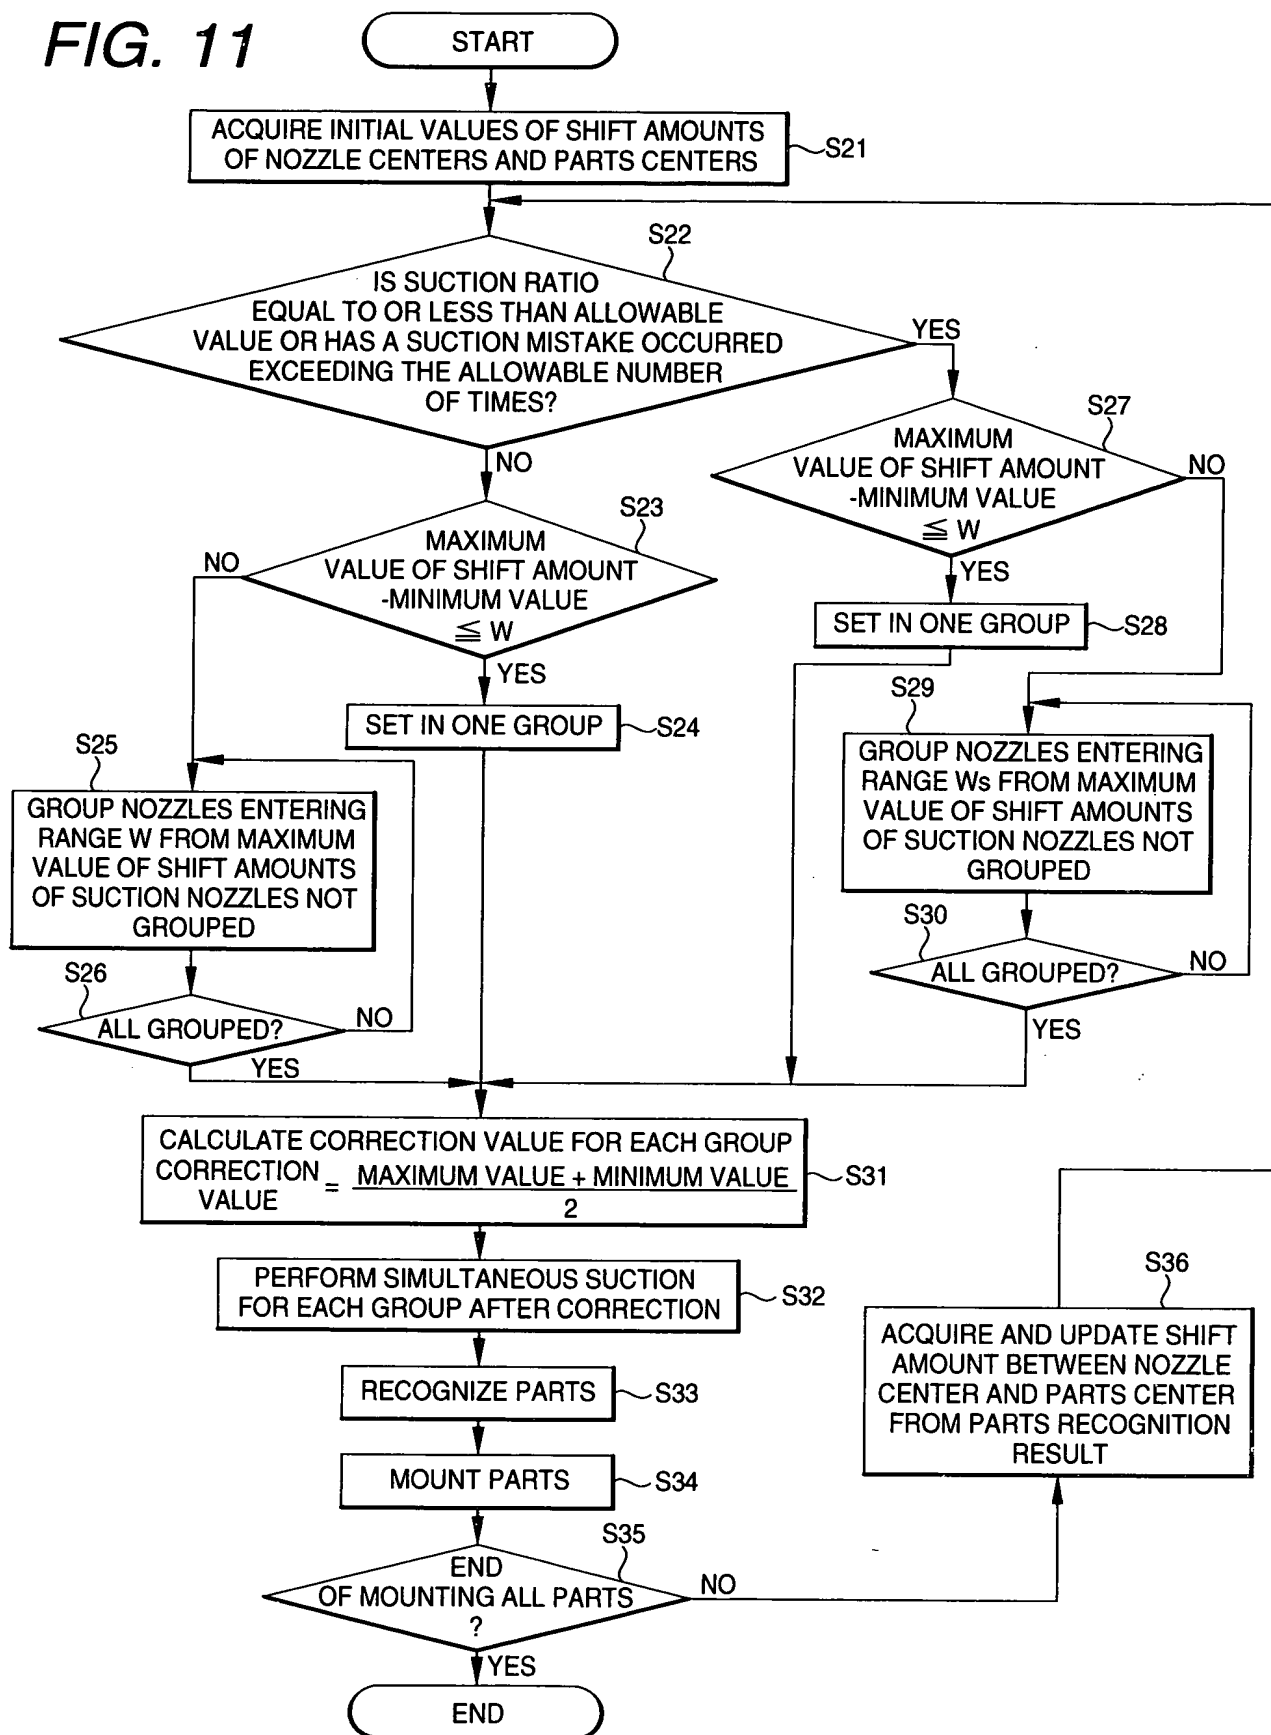 FIG. 11
START
ACQUIRE INITIAL VALUES OF SHIFT AMOUNTS
OF NOZZLE CENTERS AND PARTS CENTERS
S21
S22
IS SUCTION RATIO
EQUAL TO OR LESS THAN ALLOWABLE
VALUE OR HAS A SUCTION MISTAKE OCCURRED
EXCEEDING THE ALLOWABLE NUMBER
OF TIMES?
YES
NO
S27
MAXIMUM
VALUE OF SHIFT AMOUNT
-MINIMUM VALUE
≦ W
NO
YES
S23
MAXIMUM
VALUE OF SHIFT AMOUNT
-MINIMUM VALUE
≦ W
NO
YES
SET IN ONE GROUP
S28
SET IN ONE GROUP
S24
S25
GROUP NOZZLES ENTERING
RANGE W FROM MAXIMUM
VALUE OF SHIFT AMOUNTS
OF SUCTION NOZZLES NOT
GROUPED
S26
ALL GROUPED?
NO
YES
S29
GROUP NOZZLES ENTERING
RANGE Ws FROM MAXIMUM
VALUE OF SHIFT AMOUNTS
OF SUCTION NOZZLES NOT
GROUPED
S30
ALL GROUPED?
NO
YES
CALCULATE CORRECTION VALUE FOR EACH GROUP
CORRECTION
VALUE
= MAXIMUM VALUE + MINIMUM VALUE
2
S31
PERFORM SIMULTANEOUS SUCTION
FOR EACH GROUP AFTER CORRECTION
S32
RECOGNIZE PARTS
S33
MOUNT PARTS
S34
S35
END
OF MOUNTING ALL PARTS
?
NO
YES
S36
ACQUIRE AND UPDATE SHIFT
AMOUNT BETWEEN NOZZLE
CENTER AND PARTS CENTER
FROM PARTS RECOGNITION
RESULT
END